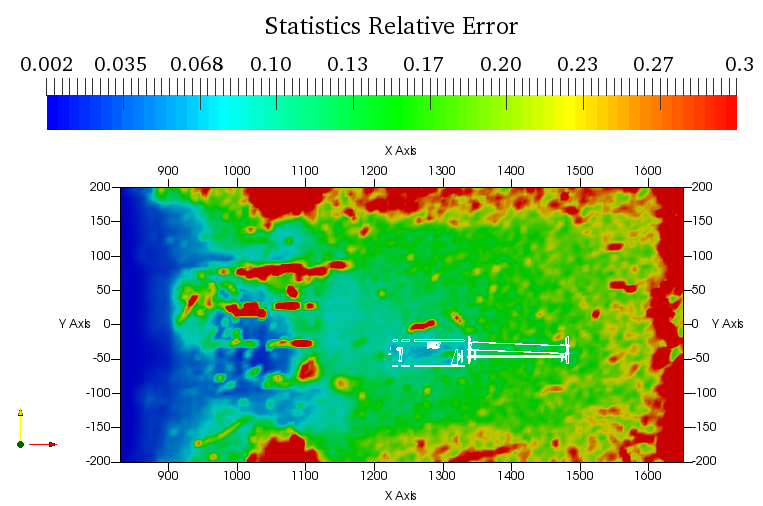 Statistics Relative Error
0.002 0.035 0.068 0.10 0.13 0.17 0.20 0.23 0.27 0.3
X Axis
900 1000 1100 1200 1300 1400 1500 1600
200 200
150 150
100 100
50 50
Y Axis 0 0 Y Axis
-50 -50
-100 -100
-150 -150
-200 -200
900 1000 1100 1200 1300 1400 1500 1600
X Axis